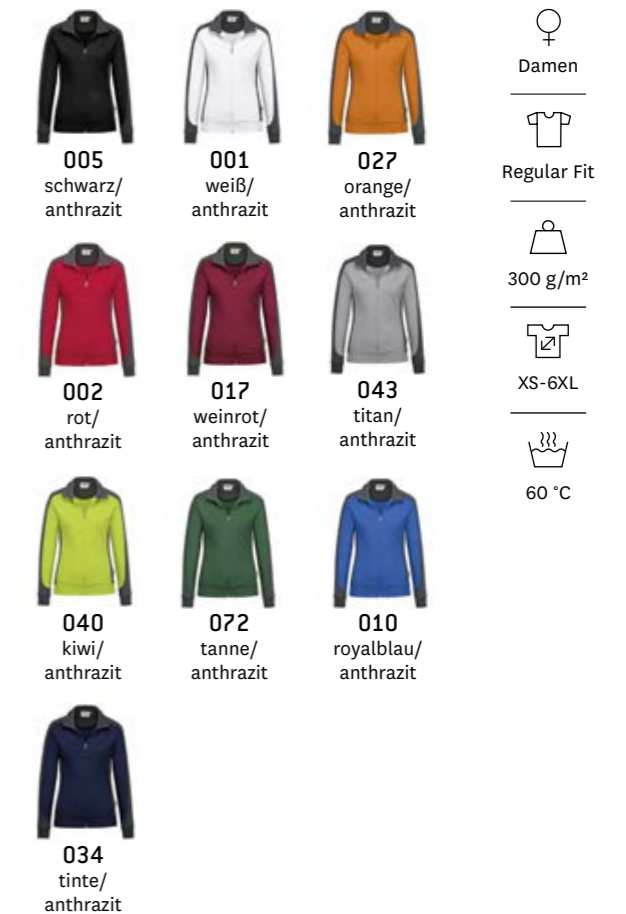 005
schwarz/
anthrazit
001
weiß/
anthrazit
027
orange/
anthrazit
002
rot/
anthrazit
017
weinrot/
anthrazit
043
titan/
anthrazit
040
kiwi/
anthrazit
072
tanne/
anthrazit
010
royalblau/
anthrazit
034
tinte/
anthrazit
Damen
Regular Fit
300 g/m²
XS-6XL
60 °C